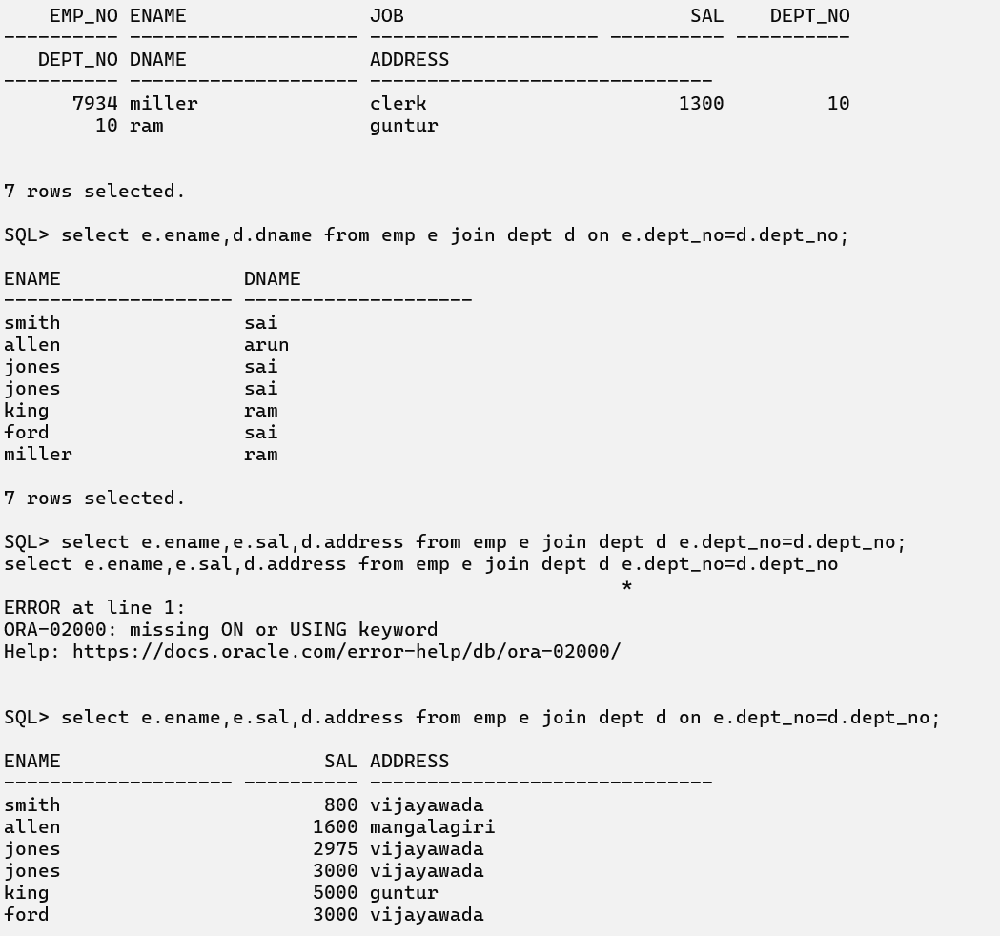 EMP_NO ENAME                JOB                         SAL    DEPT_NO
---------- -------------------- -------------------- ---------- ----------
   DEPT_NO DNAME                ADDRESS
---------- -------------------- ------------------------------
      7934 miller               clerk                      1300         10
        10 ram                  guntur

7 rows selected.

SQL> select e.ename,d.dname from emp e join dept d on e.dept_no=d.dept_no;

ENAME                DNAME
-------------------- --------------------
smith                sai
allen                arun
jones                sai
jones                sai
king                 ram
ford                 sai
miller               ram

7 rows selected.

SQL> select e.ename,e.sal,d.address from emp e join dept d e.dept_no=d.dept_no;
select e.ename,e.sal,d.address from emp e join dept d e.dept_no=d.dept_no
                                                      *
ERROR at line 1:
ORA-02000: missing ON or USING keyword
Help: https://docs.oracle.com/error-help/db/ora-02000/

SQL> select e.ename,e.sal,d.address from emp e join dept d on e.dept_no=d.dept_no;

ENAME                       SAL ADDRESS
-------------------- ---------- ------------------------------
smith                       800 vijayawada
allen                      1600 mangalagiri
jones                      2975 vijayawada
jones                      3000 vijayawada
king                       5000 guntur
ford                       3000 vijayawada